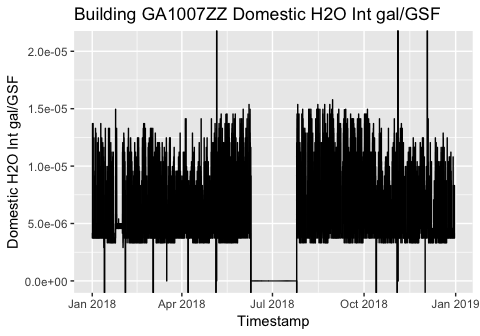 Building GA1007ZZ Domestic H2O Int gal/GSF
Domestic H2O Int gal/GSF
2.0e-05
1.5e-05
1.0e-05
5.0e-06
0.0e+00
Jan 2018
Apr 2018
Jul 2018
Oct 2018
Jan 2019
Timestamp